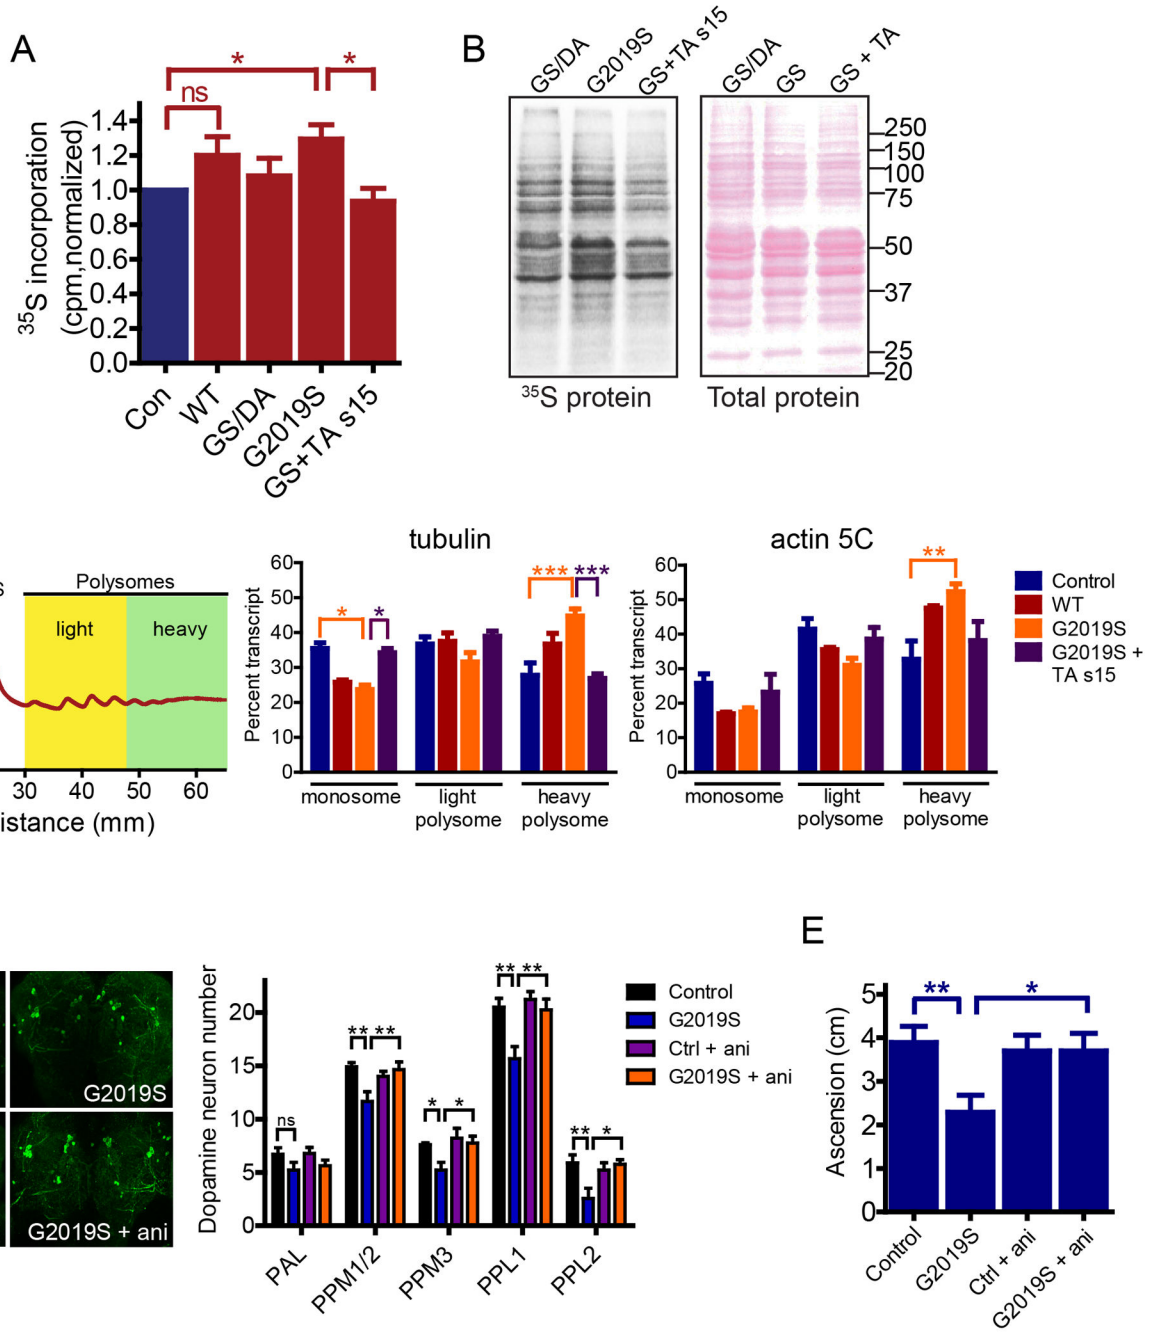 A
35S incorporation
(cpm,normalized)
1.4
1.2
1.0
0.8
0.6
0.4
0.2
0.0
*
*
ns
Con
WT
GS/DA
G2019S
GS+TA s15
B
GS/DA
G2019S
GS+TA s15
GS/DA
GS
GS + TA
250
150
100
75
50
37
25
20
35S protein
Total protein
s
Polysomes
light
heavy
30 40 50 60
istance (mm)
tubulin
Percent transcript
60
50
40
30
20
10
0
*
*
***
***
monosome
light
polysome
heavy
polysome
actin 5C
Percent transcript
60
50
40
30
20
10
0
**
monosome
light
polysome
heavy
polysome
Control
WT
G2019S
G2019S +
TA s15
G2019S
G2019S + ani
Dopamine neuron number
20
15
10
5
0
ns
** **
* *
** **
** *
PAL
PPM1/2
PPM3
PPL1
PPL2
Control
G2019S
Ctrl + ani
G2019S + ani
E
Ascension (cm)
5
4
3
2
1
0
**
*
Control
G2019S
Ctrl + ani
G2019S + ani